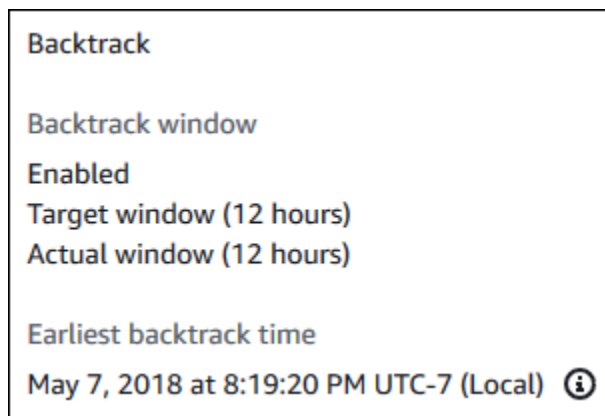 Backtrack
Backtrack window
Enabled
Target window (12 hours)
Actual window (12 hours)
Earliest backtrack time
May 7, 2018 at 8:19:20 PM UTC-7 (Local)